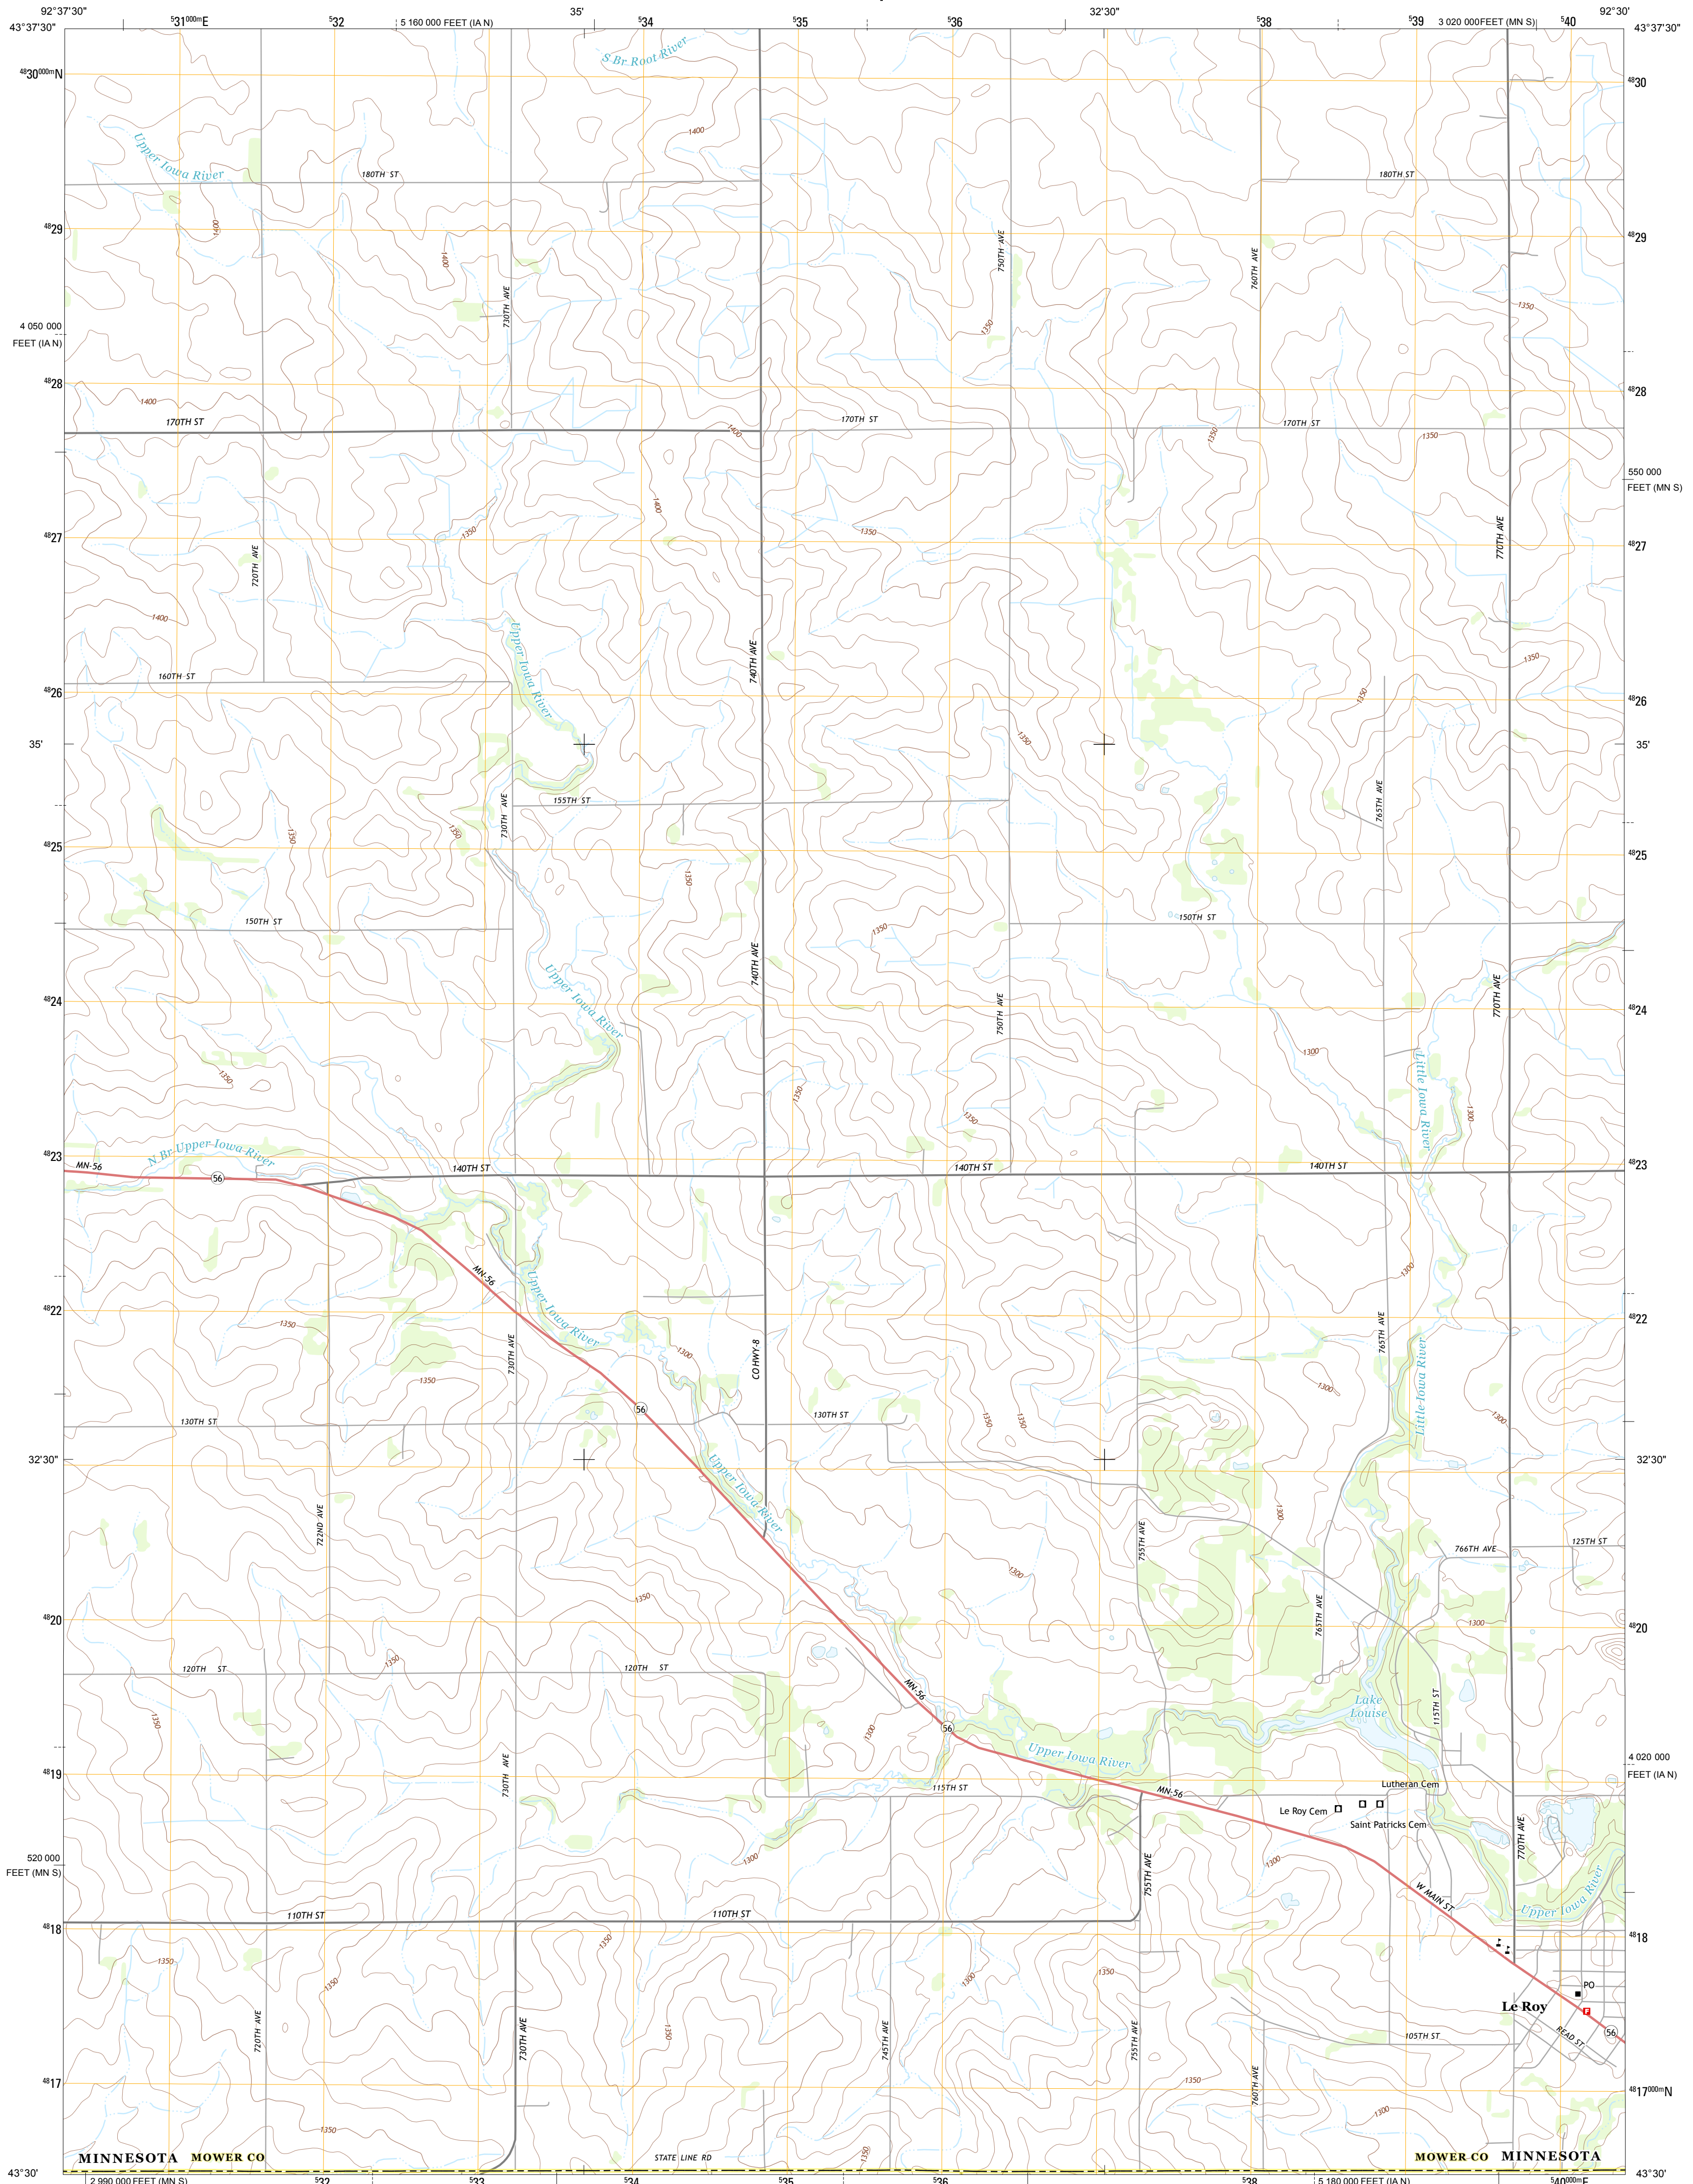 92°37'30"
⁵31⁰⁰⁰ᵐE
⁵32
5 160 000 FEET (IA N)
35'
⁵34
⁵35
⁵36
32'30"
⁵38
⁵39
3 020 000FEET (MN S)
⁵40
92°30'
43°37'30"
43°37'30"
S Br Root River
⁴⁸30⁰⁰⁰ᵐN
⁴⁸30
1400
1400
Upper Iowa River
180TH ST
180TH ST
1400
⁴⁸29
⁴⁸29
750TH AVE
760TH AVE
1400
730TH AVE
1350
1350
4 050 000
FEET (IA N)
⁴⁸28
⁴⁸28
1400
170TH ST
1400
170TH ST
170TH ST
1350
1350
550 000
FEET (MN S)
1400
1350
1350
⁴⁸27
⁴⁸27
720TH AVE
770TH AVE
1400
Upper Iowa River
740TH AVE
1350
160TH ST
1350
⁴⁸26
⁴⁸26
35'
1350
35'
155TH ST
730TH AVE
765TH AVE
1350
1350
⁴⁸25
⁴⁸25
1350
150TH ST
1350
150TH ST
740TH AVE
Upper Iowa River
770TH AVE
⁴⁸24
⁴⁸24
750TH AVE
1300
1350
1350
Little Iowa River
1300
1350
N Br Upper Iowa River
⁴⁸23
⁴⁸23
MN-56
56
140TH ST
140TH ST
140TH ST
MN-56
Upper Iowa River
1300
⁴⁸22
⁴⁸22
1350
730TH AVE
1300
CO HWY-8
765TH AVE
Little Iowa River
1350
1300
56
130TH ST
130TH ST
1350
1350
1300
32'30"
32'30"
Upper Iowa River
722ND AVE
1300
755TH AVE
766TH AVE
125TH ST
1300
1350
765TH AVE
1300
⁴⁸20
⁴⁸20
120TH ST
1350
120TH ST
MN-56
Lake
Louise
115TH ST
1350
1300
56
Upper Iowa River
⁴⁸19
4 020 000
FEET (IA N)
730TH AVE
115TH ST
MN-56
Lutheran Cem
Le Roy Cem
Saint Patricks Cem
770TH AVE
520 000
FEET (MN S)
1300
1300
755TH AVE
W MAIN ST
Upper Iowa River
110TH ST
110TH ST
⁴⁸18
⁴⁸18
1350
1350
1350
1300
1350
PO
F
Le Roy
56
720TH AVE
730TH AVE
1350
745TH AVE
755TH AVE
105TH ST
READ ST
⁴⁸17
1350
760TH AVE
⁴⁸17⁰⁰⁰ᵐN
1300
1350
1350
MINNESOTA
MOWER CO
STATE LINE RD
MOWER CO
MINNESOTA
43°30'
2 990 000 FEET (MN S)
⁵32
⁵33
⁵34
⁵35
⁵36
⁵38
5 180 000 FEET (IA N)
⁵40⁰⁰⁰ᵐE
43°30'